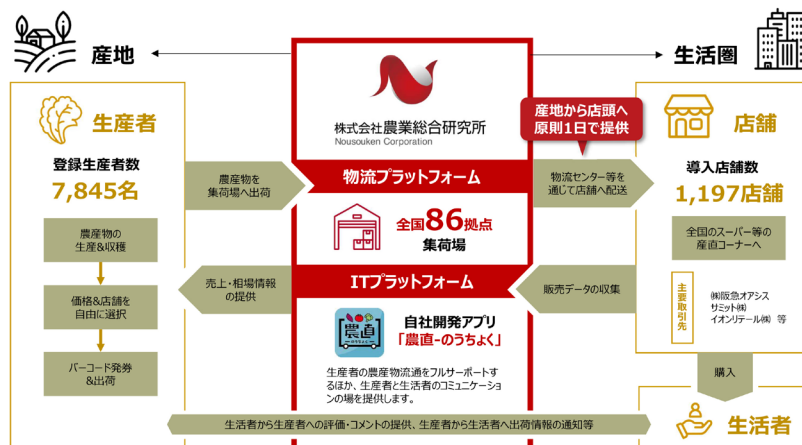 産地
生活圏
生産者
登録生産者数
7,845名
農産物の
生産&収穫
価格&店舗を
自由に選択
バーコード発券
&出荷
農産物を
集荷場へ出荷
売上・相場情報
の提供
株式会社農業総合研究所
Nousouken Corporation
物流プラットフォーム
全国86拠点
集荷場
ITプラットフォーム
農直
のうちょく
自社開発アプリ
「農直-のうちょく」
生産者の農産物流通をフルサポートす
るほか、生産者と生活者のコミュニケーション
の場を提供します。
産地から店頭へ
原則1日で提供
物流センター等を
通じて店舗へ配送
販売データの収集
店舗
導入店舗数
1,197店舗
全国のスーパー等の
産直コーナーへ
主要取引先
㈱阪急オアシス
サミット㈱
イオンリテール㈱ 等
購入
生活者
生活者から生産者への評価・コメントの提供、生産者から生活者へ出荷情報の通知等